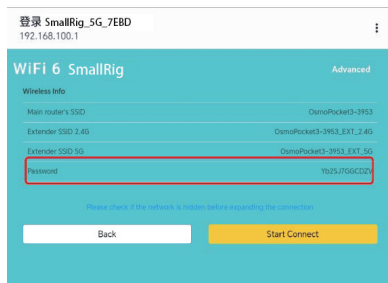 登录 SmallRig_5G_7EBD
192.168.100.1
WiFi 6 SmallRig
Advanced
Wireless Info
Main router's SSID OsmoPocket3-3953
Extender SSID 2.4G OsmoPocket3-3953_EXT_2.4G
Extender SSID 5G OsmoPocket3-3953_EXT_5G
Password
Please check if the network is hidden before expanding the connection
Back
Start Connect